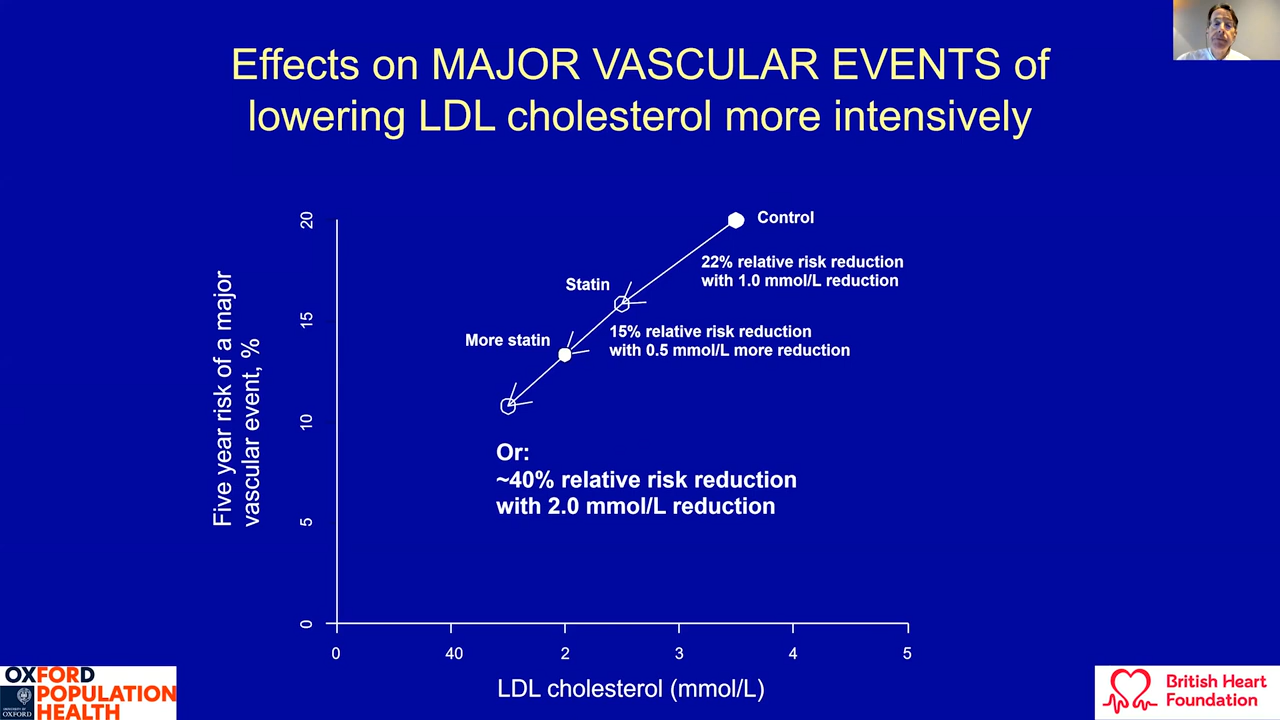 Effects on MAJOR VASCULAR EVENTS of
lowering LDL cholesterol more intensively
Five year risk of a major
vascular event, %
20
15
10
5
0
Control
22% relative risk reduction
with 1.0 mmol/L reduction
Statin
15% relative risk reduction
with 0.5 mmol/L more reduction
More statin
Or:
~40% relative risk reduction
with 2.0 mmol/L reduction
0 40 2 3 4 5
LDL cholesterol (mmol/L)
OXFORD
POPULATION
HEALTH
UNIVERSITY OF
OXFORD
British Heart
Foundation